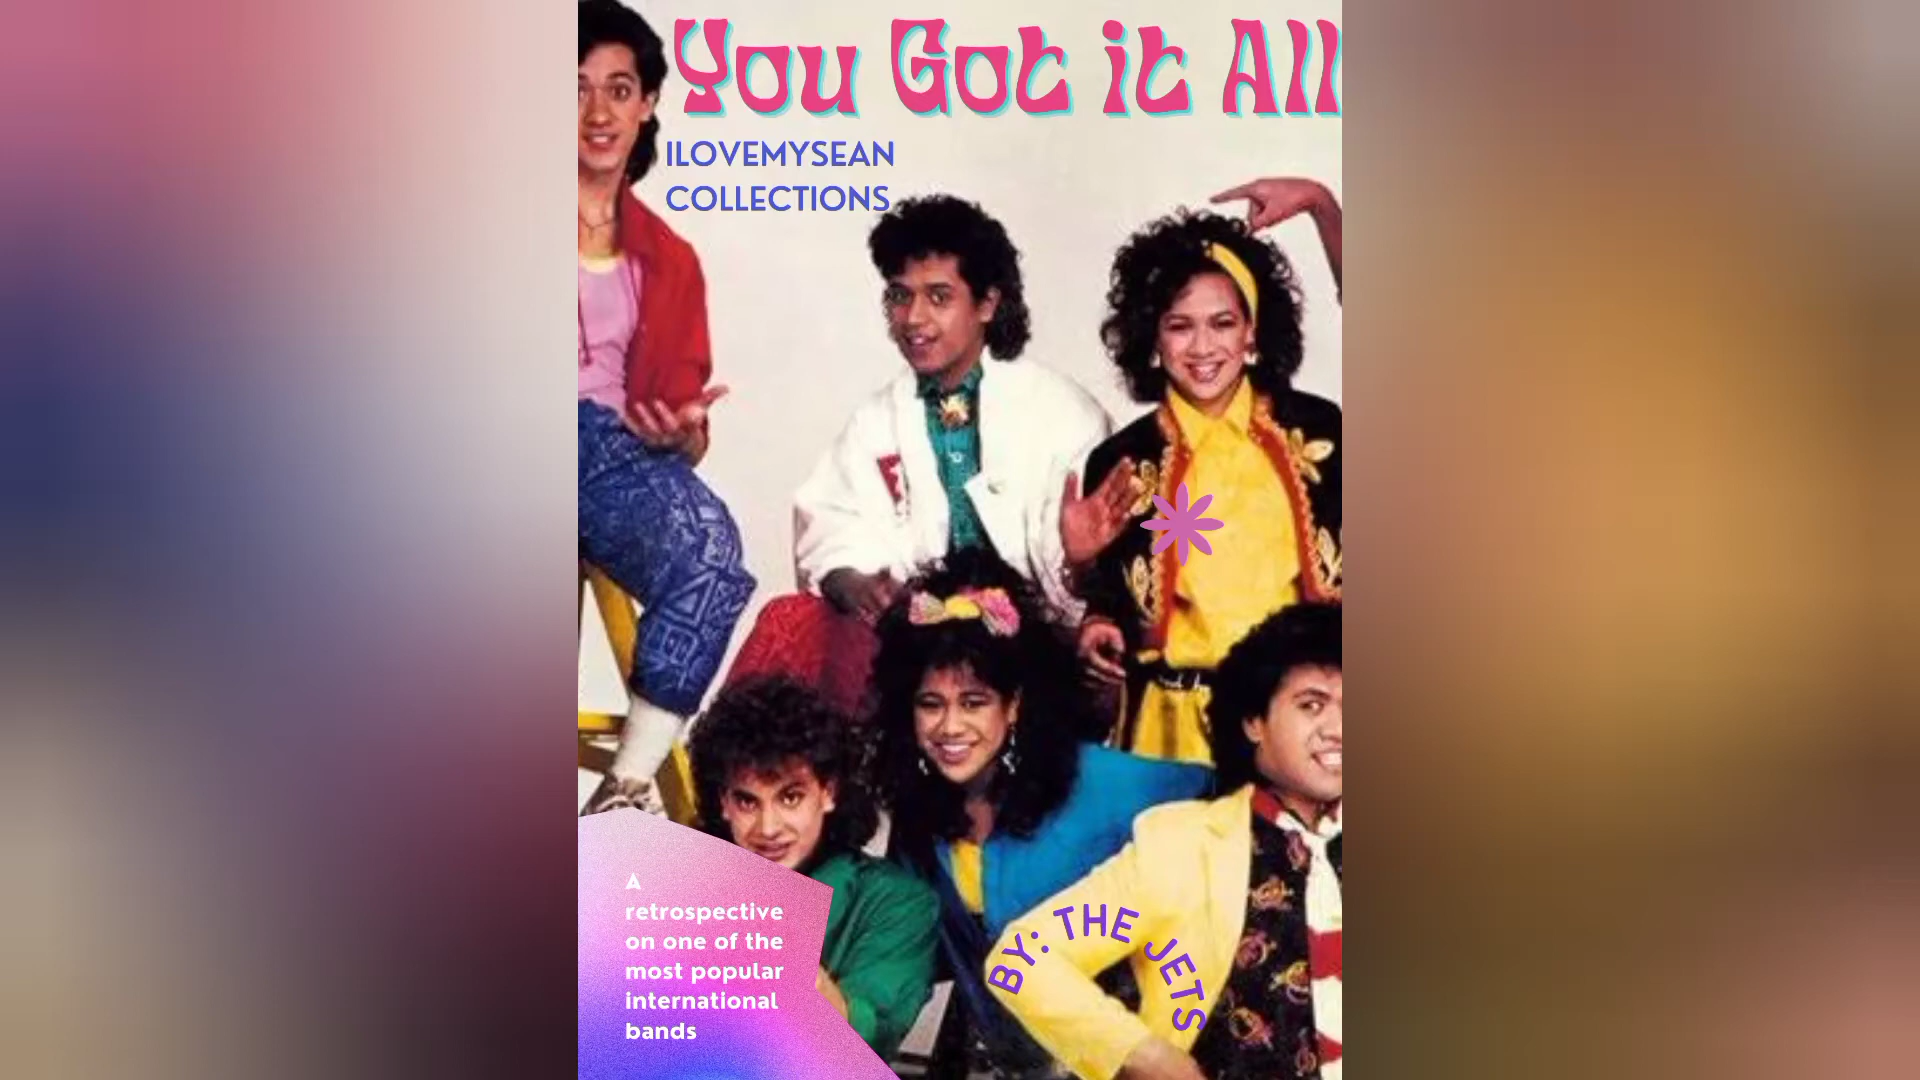 You Got it All
ILOVEMYSEAN
COLLECTIONS
A
retrospective
on one of the
most popular
international
bands
BY: THE JETS